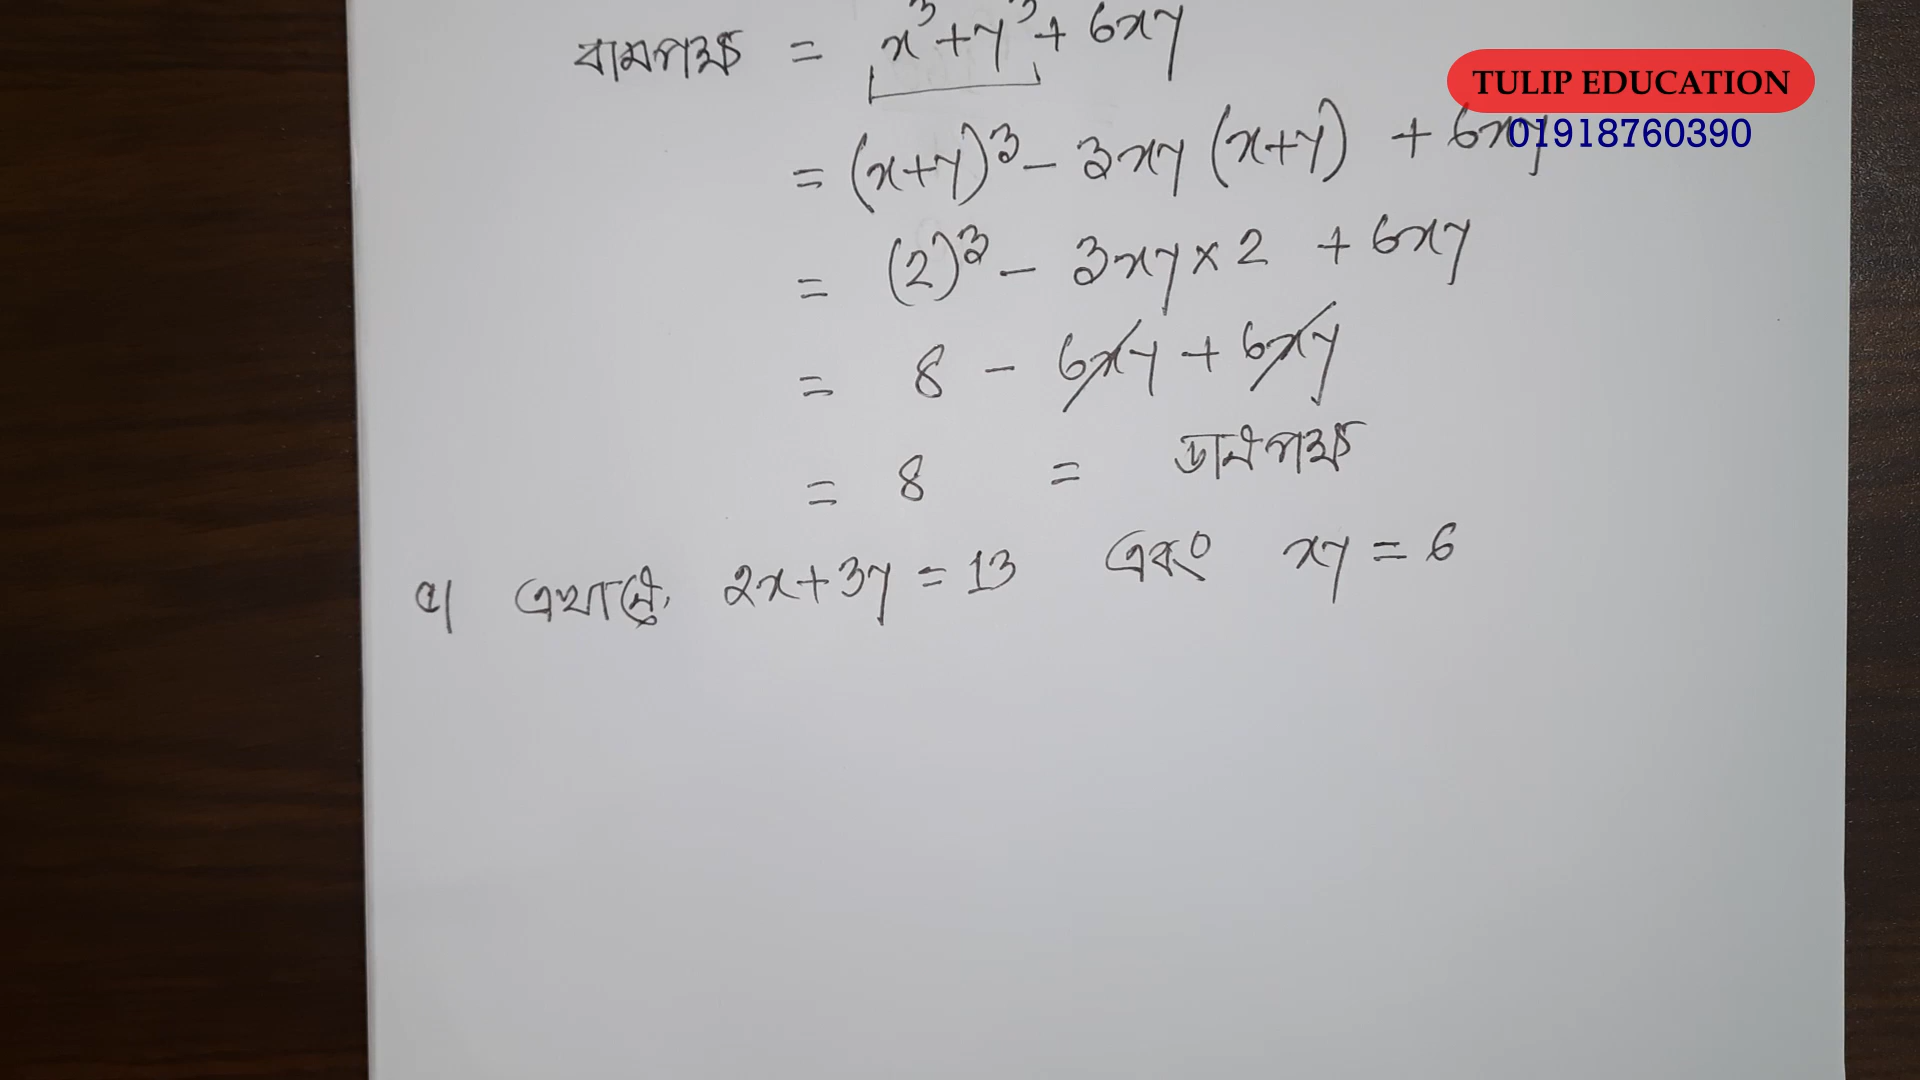 বামপক্ষ = x³+y³ + 6xy
TULIP EDUCATION
= (x+y)³ – 3xy (x+y) + 6xy
01918760390
= (2)³ – 3xy × 2 + 6xy
= 8 – 6xy + 6xy
= 8 = ডানপক্ষ
৫| এখানে, 2x+3y = 13 এবং xy = 6